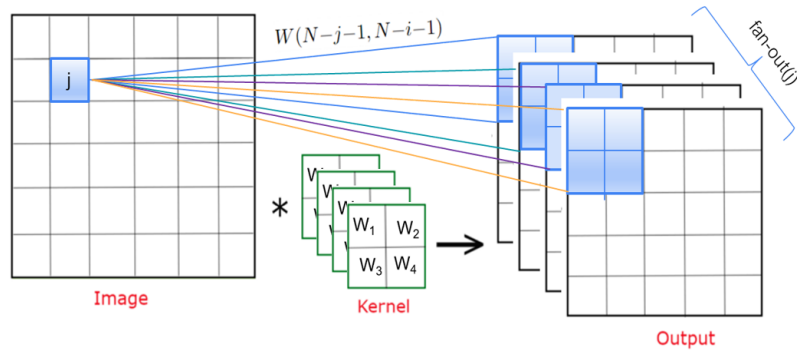 W(N−j−1, N−i−1)
fan-out(j)
j
*
W
W
W
W₁ W₂
W₃ W₄
Image
Kernel
Output